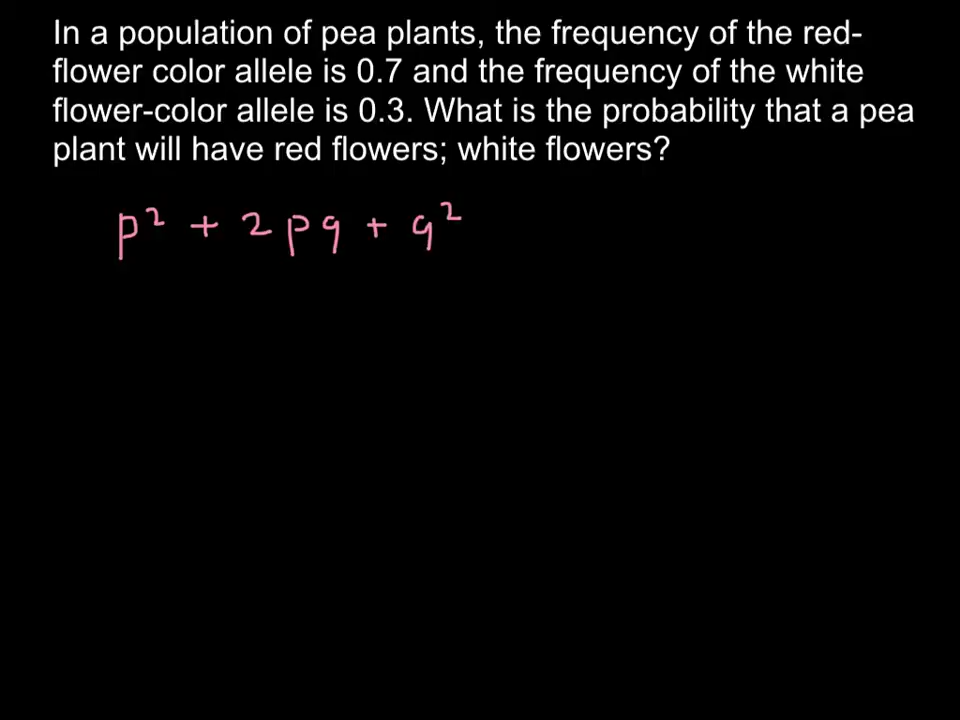 In a population of pea plants, the frequency of the red-
flower color allele is 0.7 and the frequency of the white
flower-color allele is 0.3. What is the probability that a pea
plant will have red flowers; white flowers?
p² + 2pq + q²